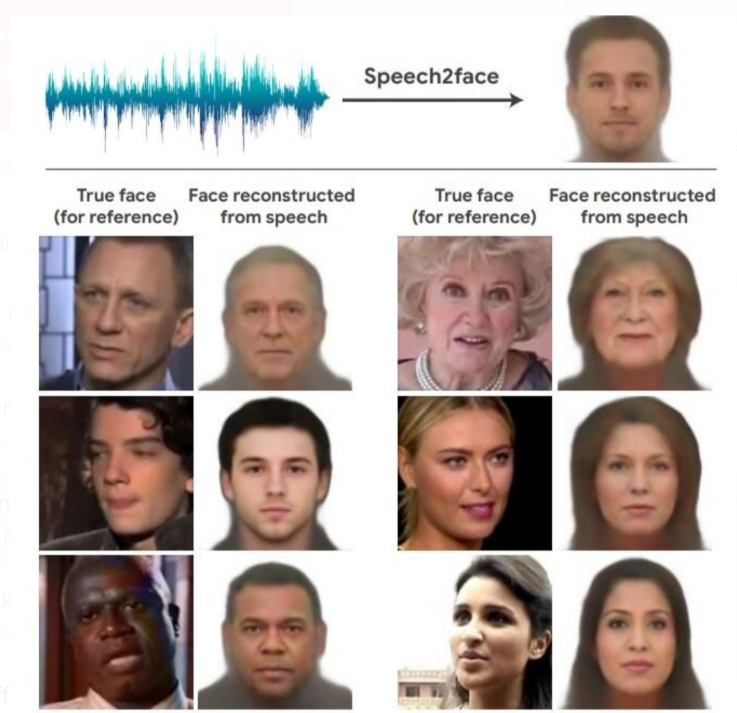 Speech2face
True face Face reconstructed True face Face reconstructed
(for reference) from speech (for reference) from speech